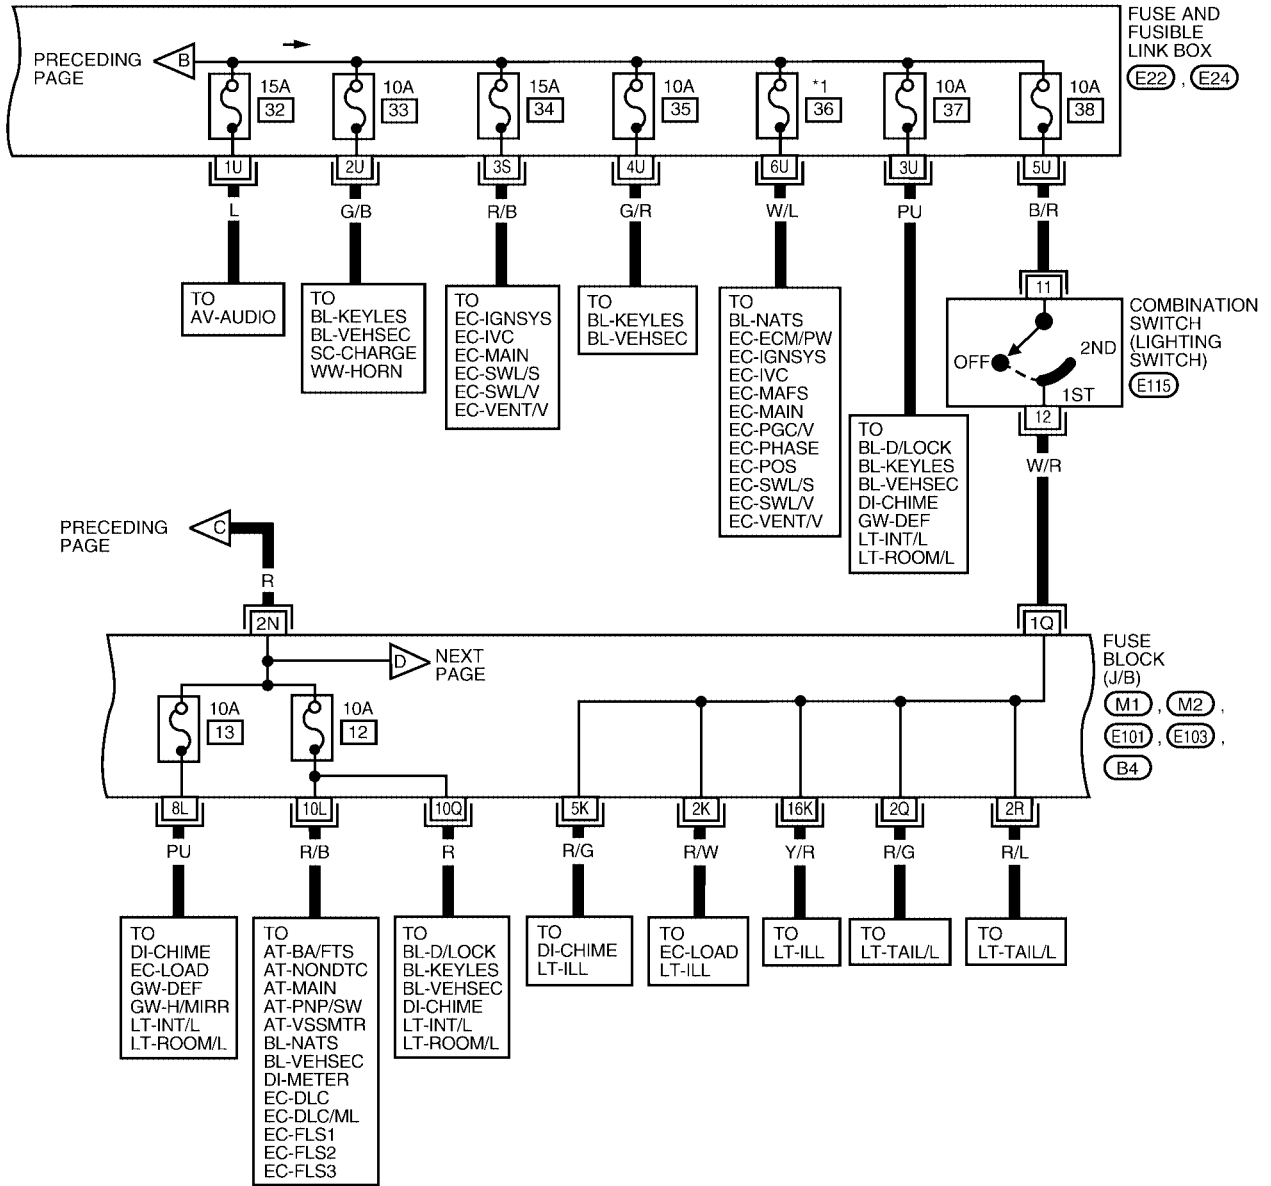 FUSE AND
FUSIBLE
LINK BOX
E22 , E24
PRECEDING
PAGE
B
15A
32
10A
33
15A
34
10A
35
*1
36
10A
37
10A
38
1U
2U
3S
4U
6U
3U
5U
L
G/B
R/B
G/R
W/L
PU
B/R
TO
AV-AUDIO
TO
BL-KEYLES
BL-VEHSEC
SC-CHARGE
WW-HORN
TO
EC-IGNSYS
EC-IVC
EC-MAIN
EC-SWL/S
EC-SWL/V
EC-VENT/V
TO
BL-KEYLES
BL-VEHSEC
TO
BL-NATS
EC-ECM/PW
EC-IGNSYS
EC-IVC
EC-MAFS
EC-MAIN
EC-PGC/V
EC-PHASE
EC-POS
EC-SWL/S
EC-SWL/V
EC-VENT/V
TO
BL-D/LOCK
BL-KEYLES
BL-VEHSEC
DI-CHIME
GW-DEF
LT-INT/L
LT-ROOM/L
11
OFF
2ND
1ST
12
COMBINATION
SWITCH
(LIGHTING
SWITCH)
E115
W/R
PRECEDING
PAGE
C
R
2N
1Q
D
NEXT
PAGE
10A
13
10A
12
FUSE
BLOCK
(J/B)
M1 , M2 ,
E101 , E103 ,
B4
8L
10L
10Q
5K
2K
16K
2Q
2R
PU
R/B
R
R/G
R/W
Y/R
R/G
R/L
TO
DI-CHIME
EC-LOAD
GW-DEF
GW-H/MIRR
LT-INT/L
LT-ROOM/L
TO
AT-BA/FTS
AT-NONDTC
AT-MAIN
AT-PNP/SW
AT-VSSMTR
BL-NATS
BL-VEHSEC
DI-METER
EC-DLC
EC-DLC/ML
EC-FLS1
EC-FLS2
EC-FLS3
TO
BL-D/LOCK
BL-KEYLES
BL-VEHSEC
DI-CHIME
LT-INT/L
LT-ROOM/L
TO
DI-CHIME
LT-ILL
TO
EC-LOAD
LT-ILL
TO
LT-ILL
TO
LT-TAIL/L
TO
LT-TAIL/L